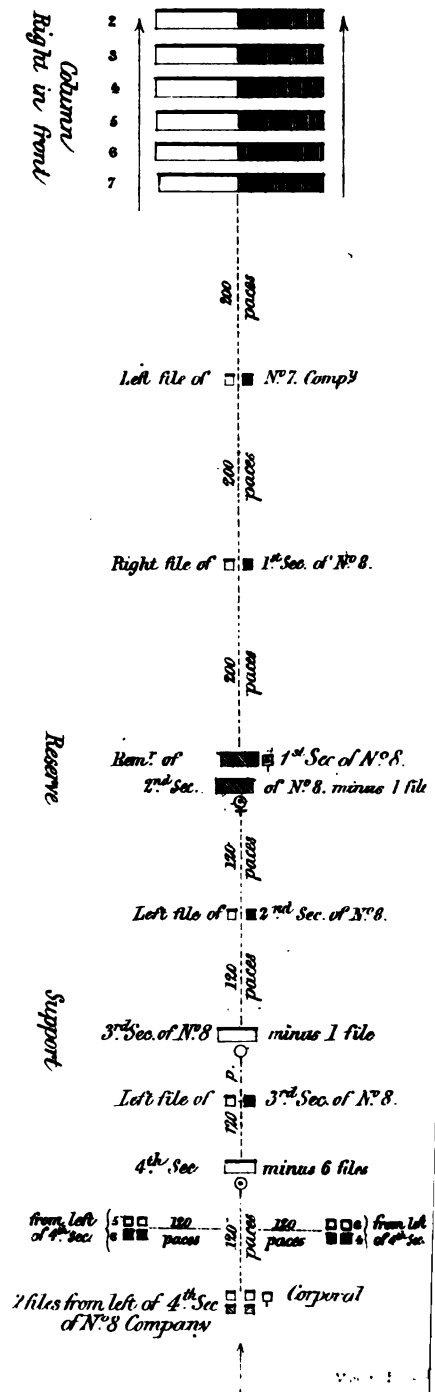 2
3
4
5
6
7
Column
Right in front
200
paces
Left file of Nº 7. Compy
200
paces
Right file of 1st Sec. of Nº 8.
200
paces
Reserve
Remr. of 1st Sec of Nº 8.
2nd Sec. of Nº 8. minus 1 file
120
paces
Left file of 2nd Sec. of Nº 8.
120
paces
Support
3rd Sec. of Nº 8 minus 1 file
p.
Left file of 3rd Sec. of Nº 8.
120
4th Sec minus 6 files
from left
of 4th Sec.
5
6
120
paces
120
paces
120
paces
from left
of 4th Sec
2 files from left of 4th Sec Corporal
of Nº 8 Company